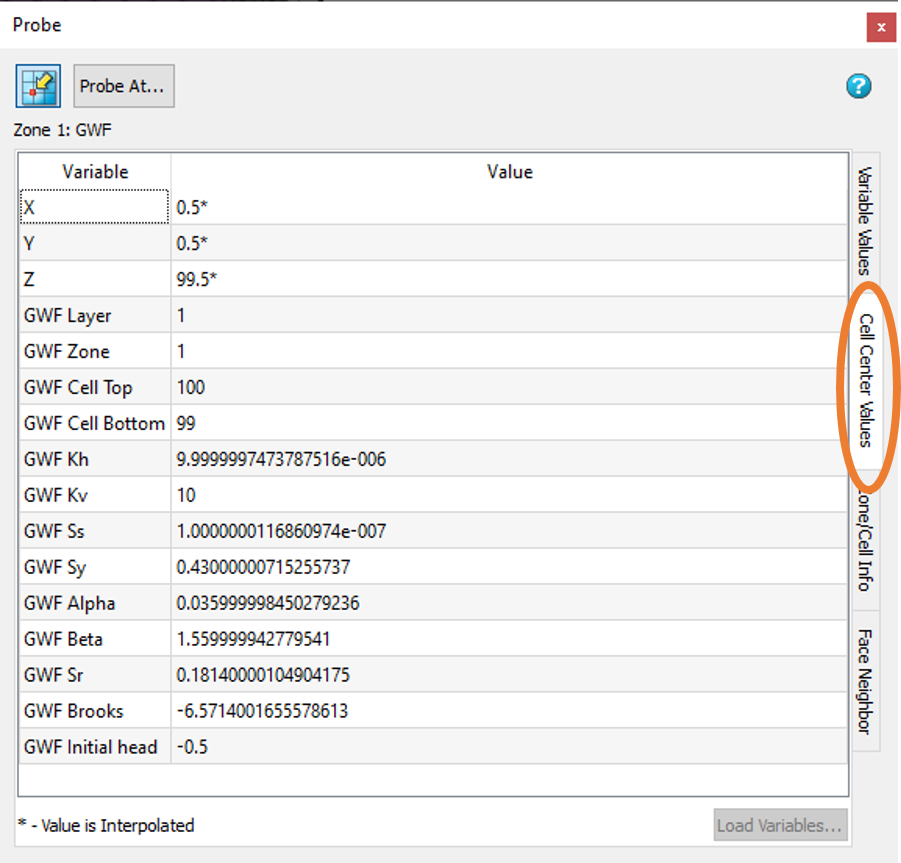 Probe
x
Probe At...
?
Zone 1: GWF
Variable Value
X 0.5*
Y 0.5*
Z 99.5*
GWF Layer 1
GWF Zone 1
GWF Cell Top 100
GWF Cell Bottom 99
GWF Kh 9.9999997473787516e-006
GWF Kv 10
GWF Ss 1.0000000116860974e-007
GWF Sy 0.43000000715255737
GWF Alpha 0.035999998450279236
GWF Beta 1.559999942779541
GWF Sr 0.18140000104904175
GWF Brooks -6.5714001655578613
GWF Initial head -0.5
* - Value is Interpolated
Load Variables...
Variable Values
Cell Center Values
one/Cell Info
Face Neighbor